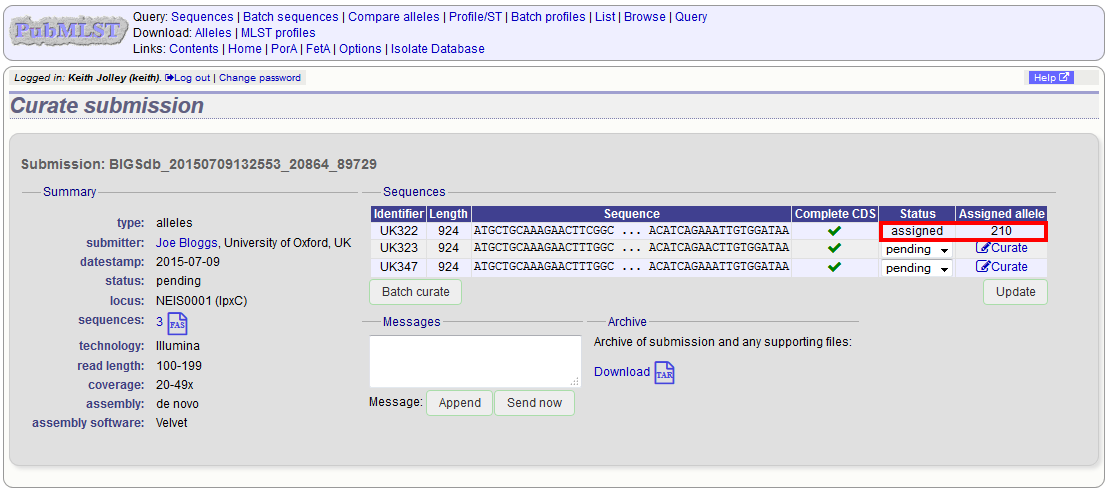 PubMLST
Query: Sequences | Batch sequences | Compare alleles | Profile/ST | Batch profiles | List | Browse | Query
Download: Alleles | MLST profiles
Links: Contents | Home | PorA | FetA | Options | Isolate Database
Logged in: Keith Jolley (keith). Log out | Change password
Help
Curate submission
Submission: BIGSdb_20150709132553_20864_89729
Summary
type: alleles
submitter: Joe Bloggs, University of Oxford, UK
datestamp: 2015-07-09
status: pending
locus: NEIS0001 (lpxC)
sequences: 3 FAS
technology: Illumina
read length: 100-199
coverage: 20-49x
assembly: de novo
assembly software: Velvet
Sequences
Identifier Length Sequence Complete CDS Status Assigned allele
UK322 924 ATGCTGCAAAGAACTTCGGC ... ACATCAGAAATTGTGGATAA assigned 210
UK323 924 ATGCTGCAAAGAACTTTGGC ... ACATCAGAAATTGTGGATAA pending Curate
UK347 924 ATGCTGCAAAGAACTTTGGC ... ACATCAGAAATTGTGGATAA pending Curate
Batch curate Update
Messages
Message: Append Send now
Archive
Archive of submission and any supporting files:
Download TAR